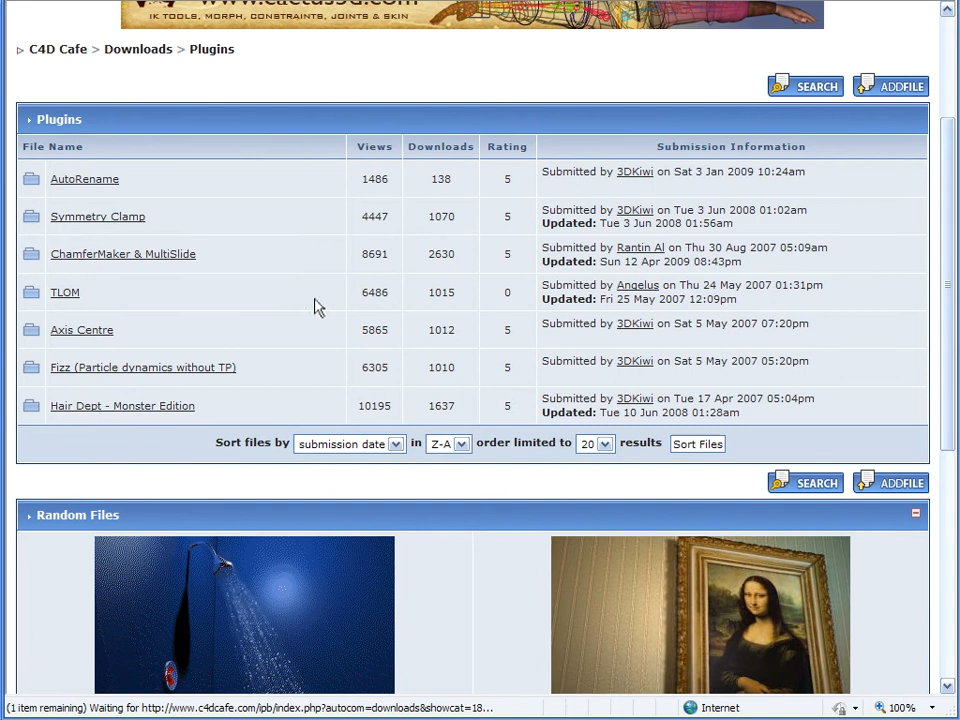 www.cactus3d.com
IK TOOLS, MORPH, CONSTRAINTS, JOINTS & SKIN
C4D Cafe > Downloads > Plugins
SEARCH ADDFILE
Plugins
File Name Views Downloads Rating Submission Information
AutoRename 1486 138 5 Submitted by 3DKiwi on Sat 3 Jan 2009 10:24am
Symmetry Clamp 4447 1070 5 Submitted by 3DKiwi on Tue 3 Jun 2008 01:02am
Updated: Tue 3 Jun 2008 01:56am
ChamferMaker & MultiSlide 8691 2630 5 Submitted by Rantin Al on Thu 30 Aug 2007 05:09am
Updated: Sun 12 Apr 2009 08:43pm
TLOM 6486 1015 0 Submitted by Angelus on Thu 24 May 2007 01:31pm
Updated: Fri 25 May 2007 12:09pm
Axis Centre 5865 1012 5 Submitted by 3DKiwi on Sat 5 May 2007 07:20pm
Fizz (Particle dynamics without TP) 6305 1010 5 Submitted by 3DKiwi on Sat 5 May 2007 05:20pm
Hair Dept - Monster Edition 10195 1637 5 Submitted by 3DKiwi on Tue 17 Apr 2007 05:04pm
Updated: Tue 10 Jun 2008 01:28am
Sort files by submission date in Z-A order limited to 20 results Sort Files
SEARCH ADDFILE
Random Files
(1 item remaining) Waiting for http://www.c4dcafe.com/ipb/index.php?autocom=downloads&showcat=18... Internet 100%